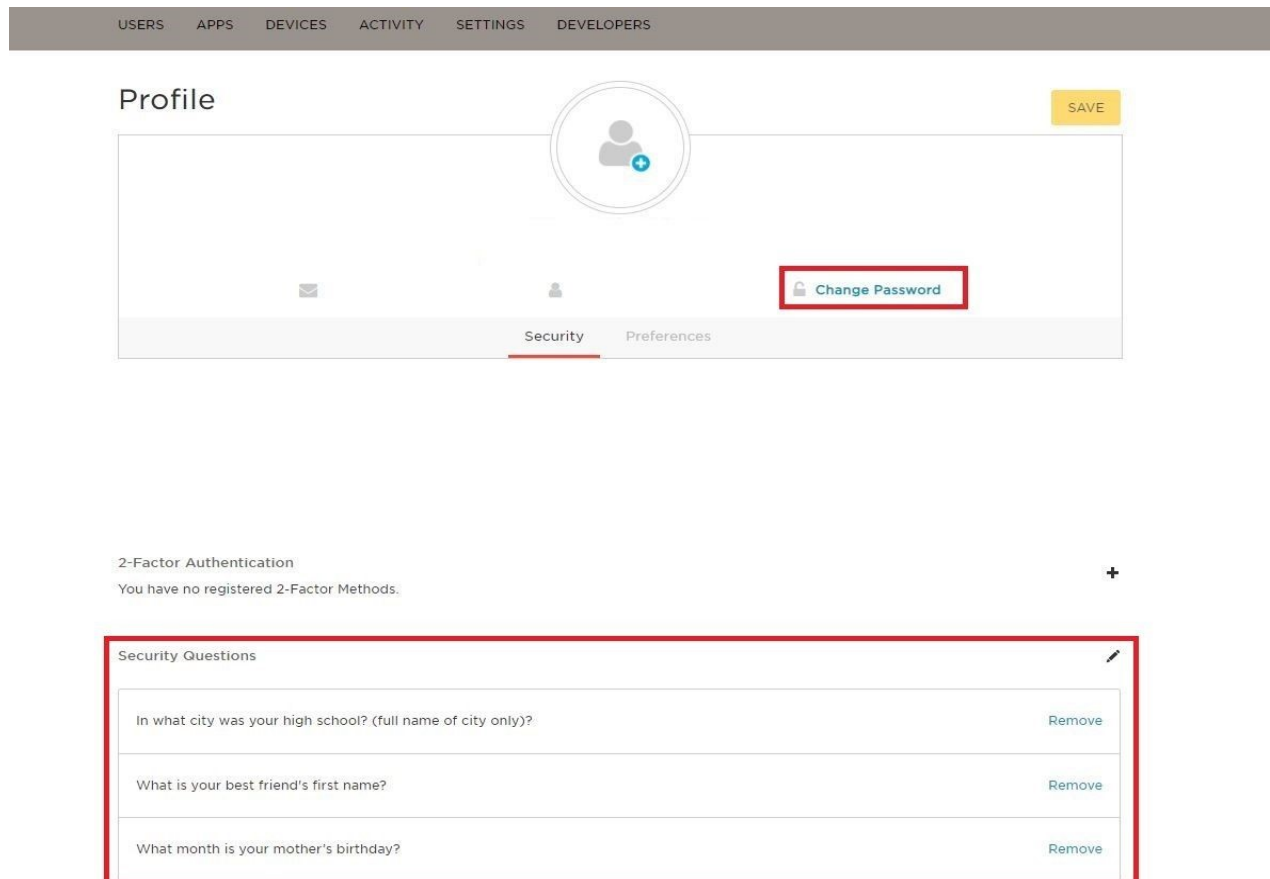 USERS APPS DEVICES ACTIVITY SETTINGS DEVELOPERS
Profile
SAVE
Change Password
Security Preferences
2-Factor Authentication
You have no registered 2-Factor Methods.
Security Questions
In what city was your high school? (full name of city only)? Remove
What is your best friend's first name? Remove
What month is your mother's birthday? Remove